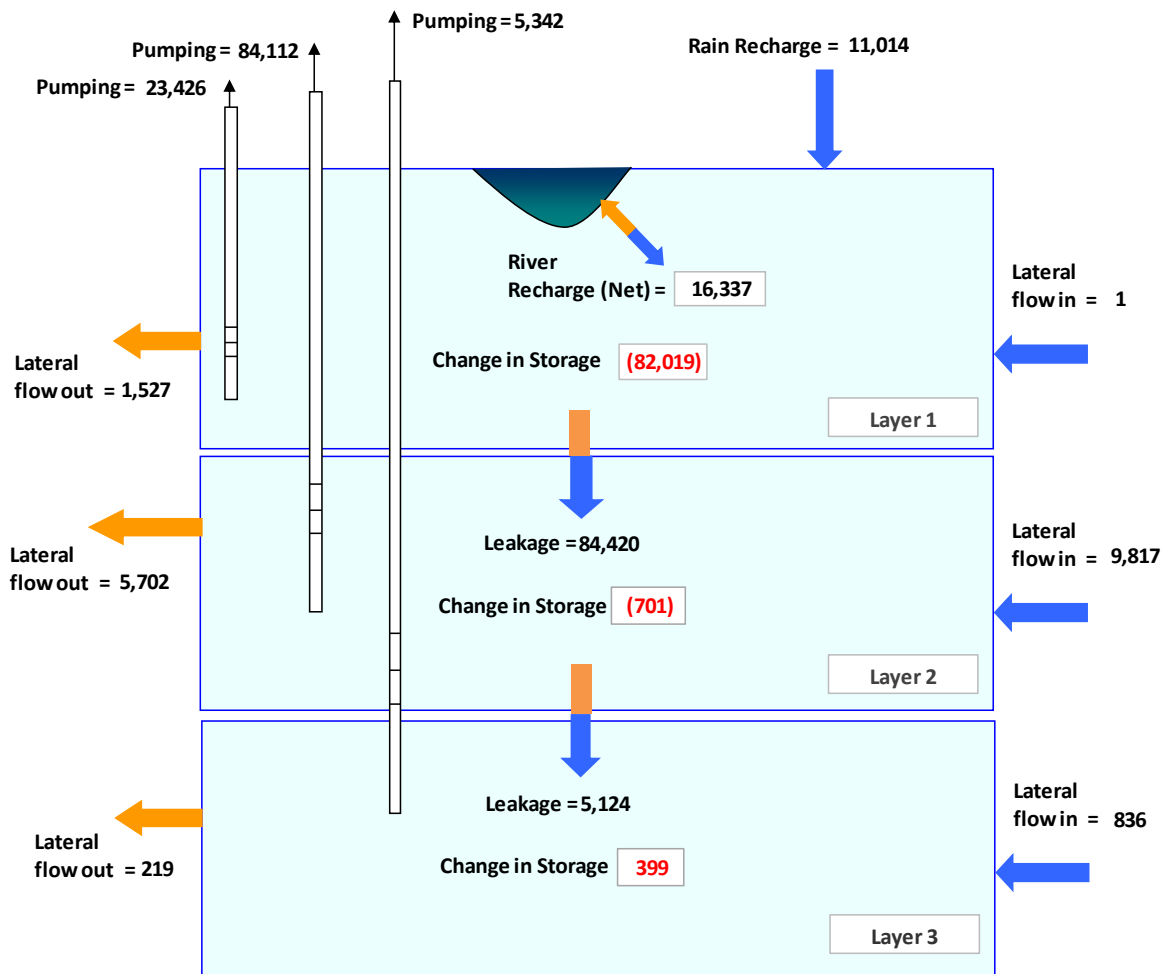 Pumping = 5,342
Pumping = 84,112
Pumping = 23,426
Rain Recharge = 11,014
River
Recharge (Net) = 16,337
Lateral
flow in = 1
Change in Storage (82,019)
Lateral
flow out = 1,527
Layer 1
Leakage = 84,420
Lateral
flow in = 9,817
Lateral
flow out = 5,702
Change in Storage (701)
Layer 2
Leakage = 5,124
Lateral
flow in = 836
Lateral
flow out = 219
Change in Storage 399
Layer 3